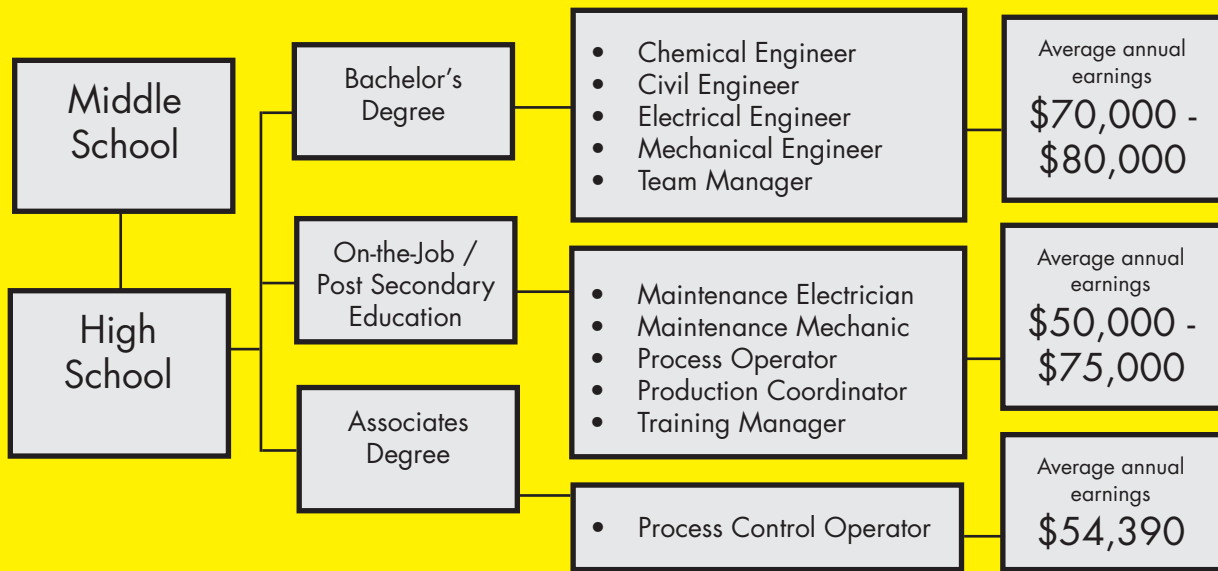 Middle
School
High
School
Bachelor's
Degree
On-the-Job /
Post Secondary
Education
Associates
Degree
• Chemical Engineer
• Civil Engineer
• Electrical Engineer
• Mechanical Engineer
• Team Manager
• Maintenance Electrician
• Maintenance Mechanic
• Process Operator
• Production Coordinator
• Training Manager
• Process Control Operator
Average annual
earnings
$70,000 -
$80,000
Average annual
earnings
$50,000 -
$75,000
Average annual
earnings
$54,390